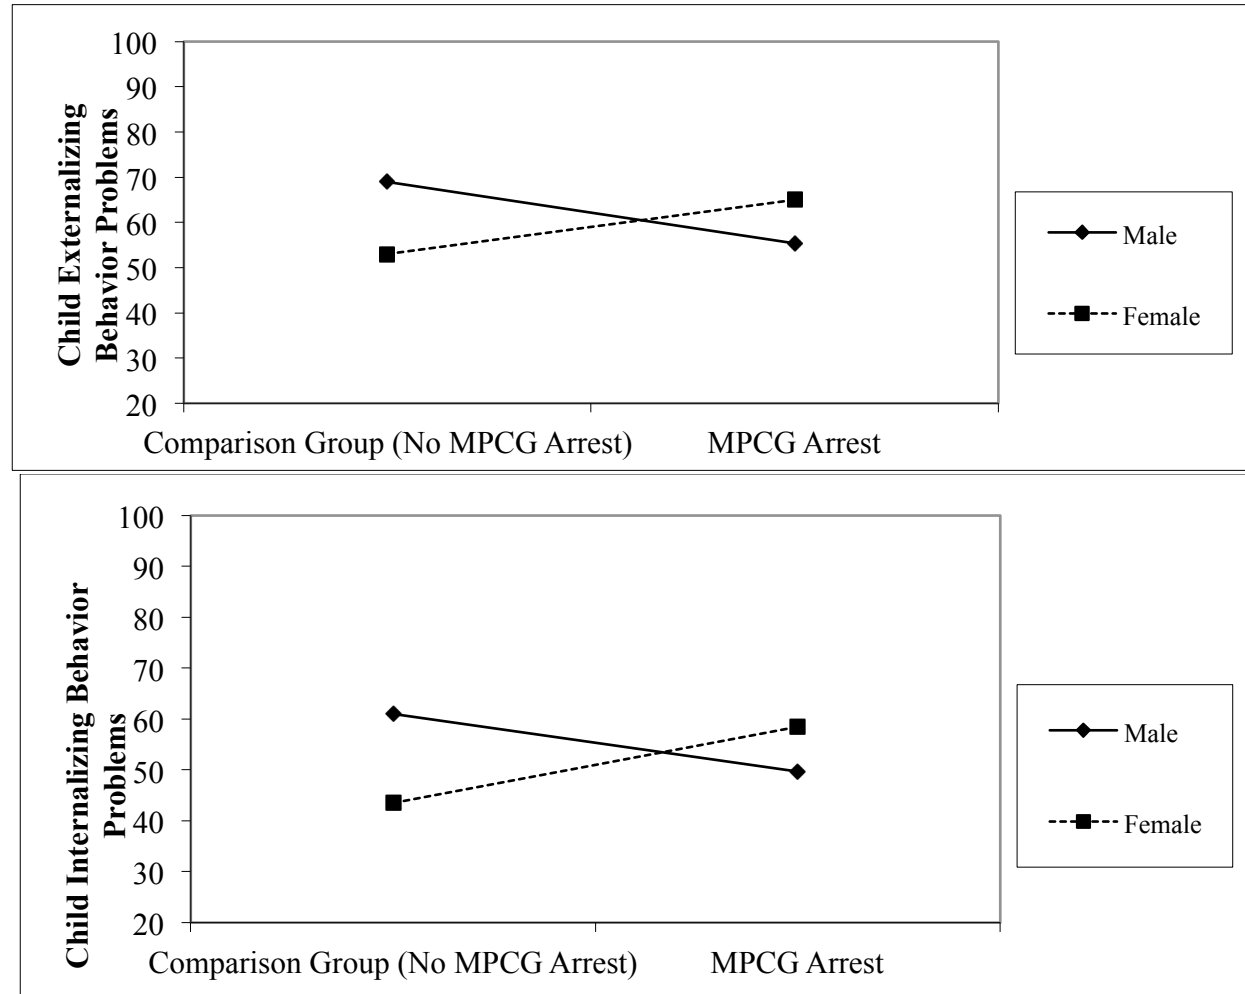 100
90
80
70
60
50
40
30
20
Child Externalizing
Behavior Problems
Comparison Group (No MPCG Arrest)
MPCG Arrest
Male
Female
100
90
80
70
60
50
40
30
20
Child Internalizing Behavior
Problems
Comparison Group (No MPCG Arrest)
MPCG Arrest
Male
Female